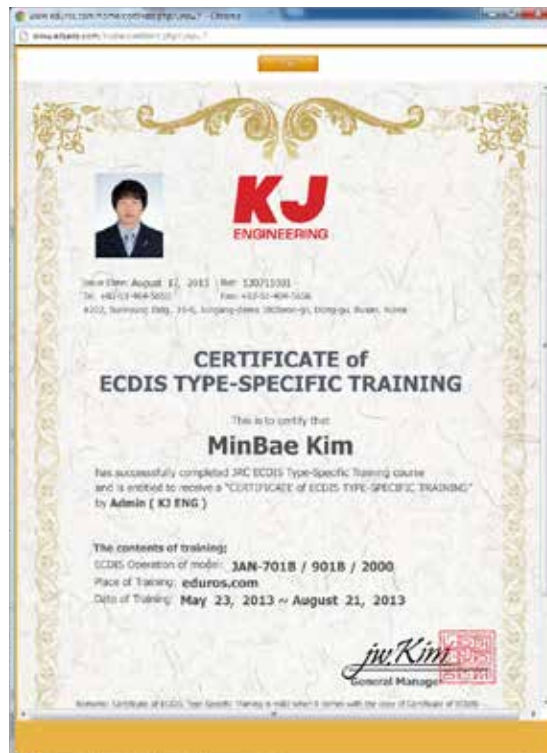 KJ
ENGINEERING
August 17, 2013
CERTIFICATE of
ECDIS TYPE-SPECIFIC TRAINING
This is to certify that
MinBae Kim
has successfully completed JRC ECDIS Type-Specific Training course
and is entitled to receive a "CERTIFICATE of ECDIS TYPE-SPECIFIC TRAINING"
by Admin ( KJ ENG )
The contents of training;
ECDIS Operation of model: JAN-701B / 901B / 2000
Place of Training: eduros.com
Date of Training: May 23, 2013 ~ August 21, 2013
jw.Kim
General Manager